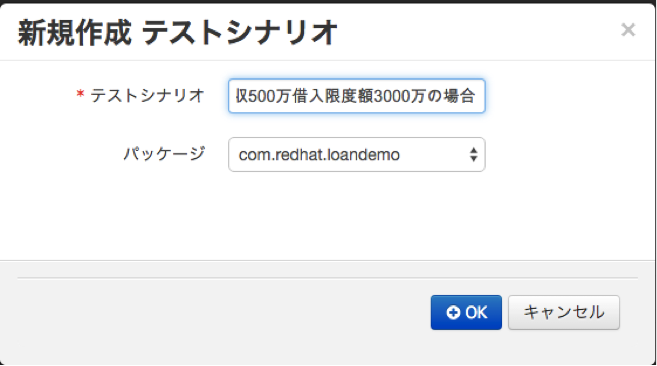 新規作成 テストシナリオ
×
* テストシナリオ 収500万借入限度額3000万の場合
パッケージ com.redhat.loandemo
OK キャンセル